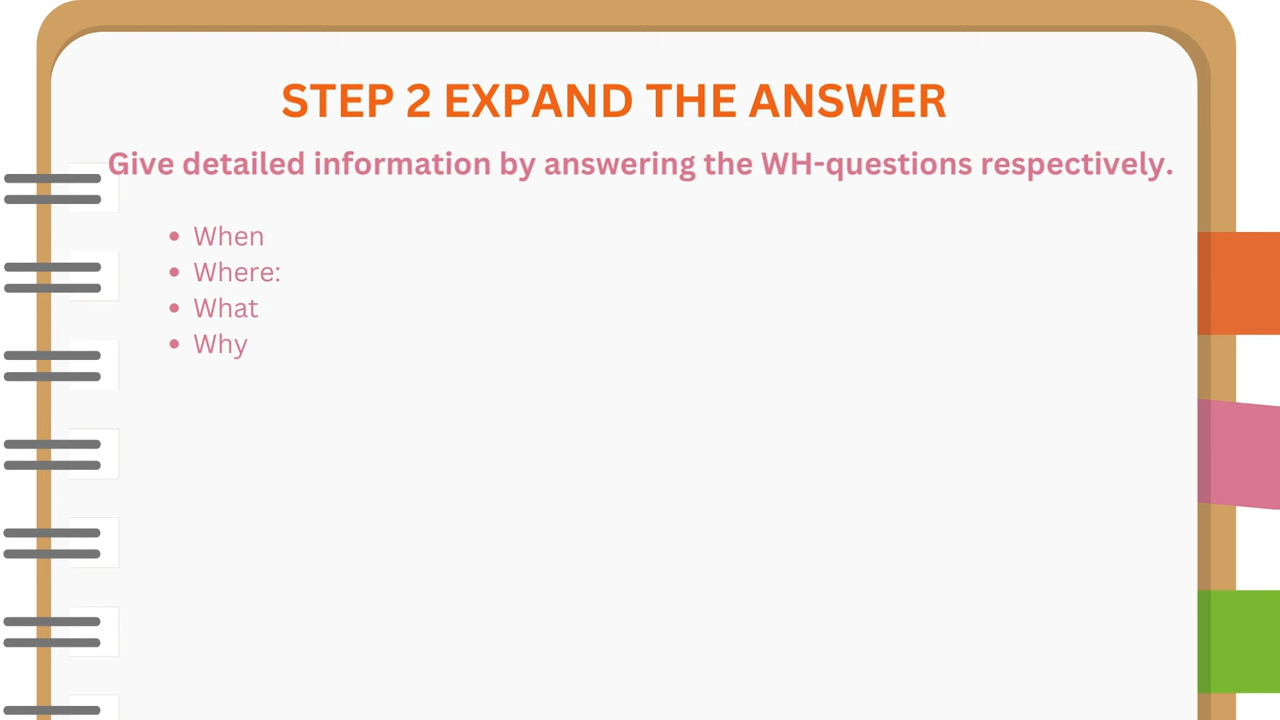 STEP 2 EXPAND THE ANSWER
Give detailed information by answering the WH-questions respectively.
• When
• Where:
• What
• Why